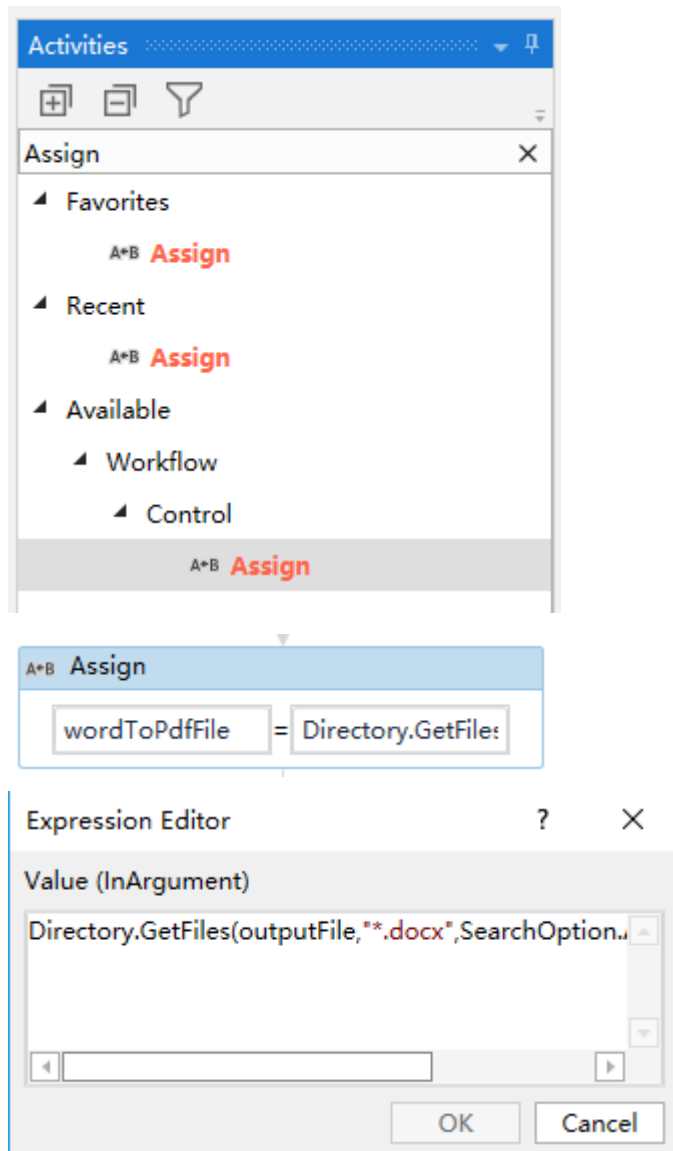 Activities
Assign
Favorites
A+B Assign
Recent
A+B Assign
Available
Workflow
Control
A+B Assign
A+B Assign
wordToPdfFile = Directory.GetFiles
Expression Editor ?
Value (InArgument)
Directory.GetFiles(outputFile,"*.docx",SearchOption.
OK Cancel